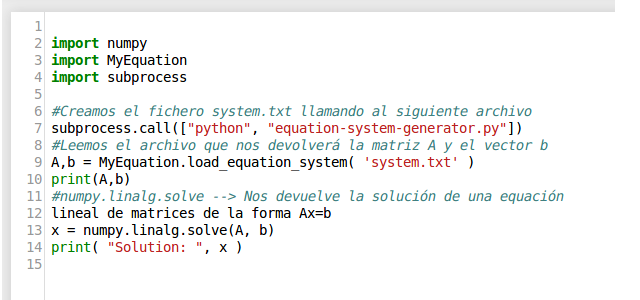 1
2 import numpy
3 import MyEquation
4 import subprocess
5
6 #Creamos el fichero system.txt llamando al siguiente archivo
7 subprocess.call(["python", "equation-system-generator.py"])
8 #Leemos el archivo que nos devolverá la matriz A y el vector b
9 A,b = MyEquation.load_equation_system( 'system.txt' )
10 print(A,b)
11 #numpy.linalg.solve --> Nos devuelve la solución de una equación
12 lineal de matrices de la forma Ax=b
13 x = numpy.linalg.solve(A, b)
14 print( "Solution: ", x )
15